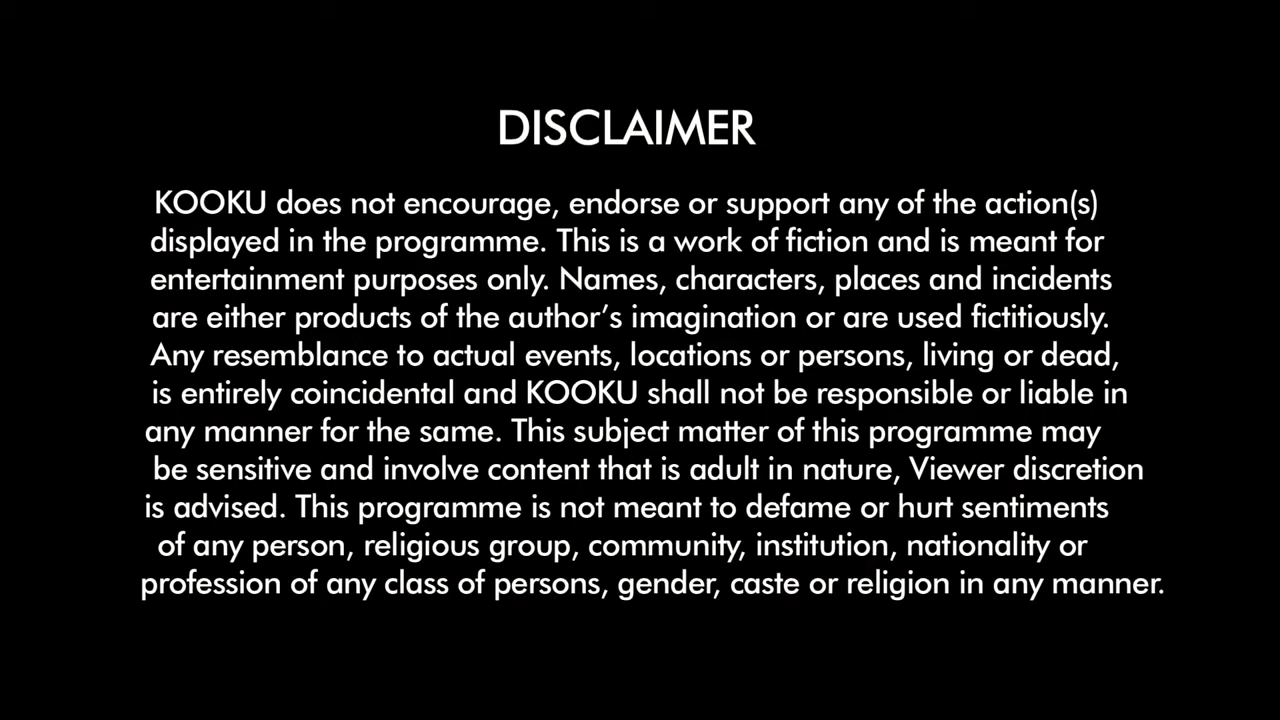 DISCLAIMER
KOOKU does not encourage, endorse or support any of the action(s)
displayed in the programme. This is a work of fiction and is meant for
entertainment purposes only. Names, characters, places and incidents
are either products of the author’s imagination or are used fictitiously.
Any resemblance to actual events, locations or persons, living or dead,
is entirely coincidental and KOOKU shall not be responsible or liable in
any manner for the same. This subject matter of this programme may
be sensitive and involve content that is adult in nature, Viewer discretion
is advised. This programme is not meant to defame or hurt sentiments
of any person, religious group, community, institution, nationality or
profession of any class of persons, gender, caste or religion in any manner.